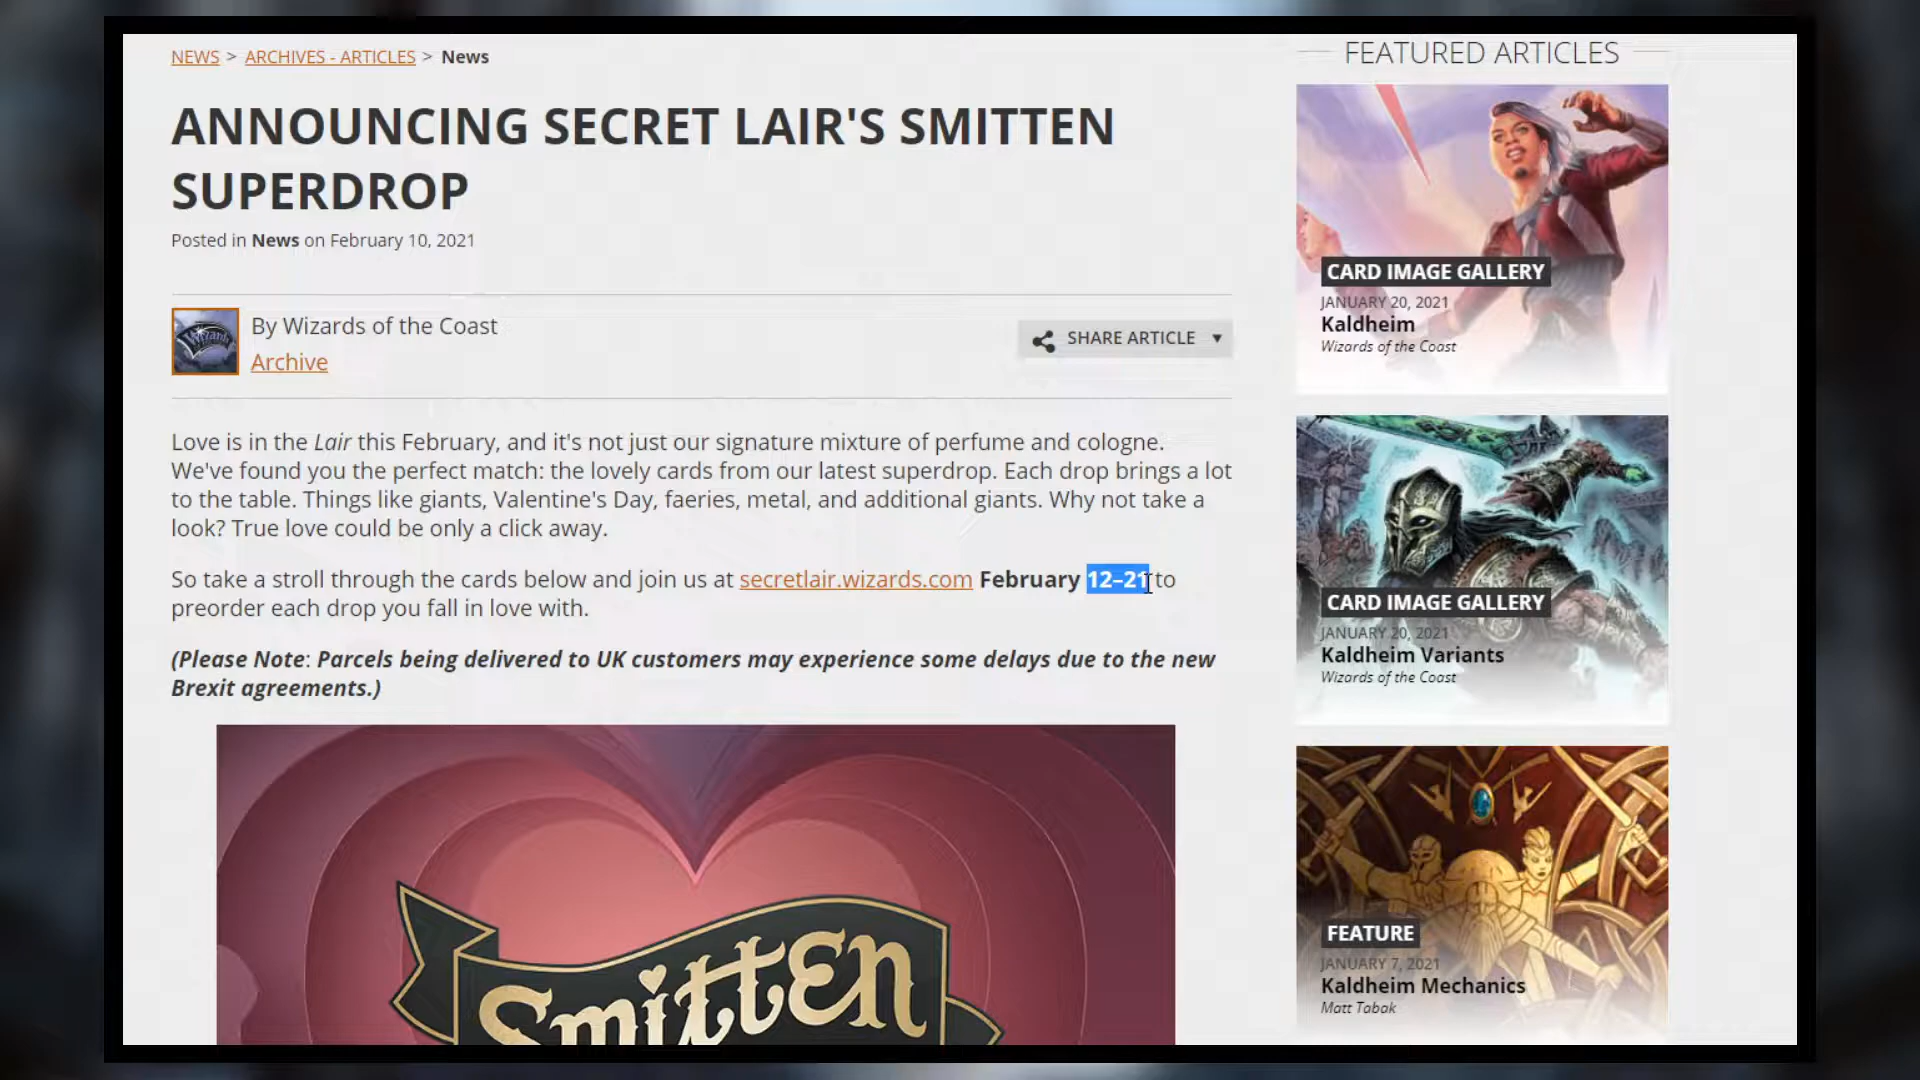 NEWS > ARCHIVES - ARTICLES > News
ANNOUNCING SECRET LAIR'S SMITTEN
SUPERDROP
Posted in News on February 10, 2021
By Wizards of the Coast
Archive
SHARE ARTICLE
Love is in the Lair this February, and it's not just our signature mixture of perfume and cologne.
We've found you the perfect match: the lovely cards from our latest superdrop. Each drop brings a lot
to the table. Things like giants, Valentine's Day, faeries, metal, and additional giants. Why not take a
look? True love could be only a click away.
So take a stroll through the cards below and join us at secretlair.wizards.com February 12–21 to
preorder each drop you fall in love with.
(Please Note: Parcels being delivered to UK customers may experience some delays due to the new
Brexit agreements.)
Smitten
FEATURED ARTICLES
CARD IMAGE GALLERY
JANUARY 20, 2021
Kaldheim
Wizards of the Coast
CARD IMAGE GALLERY
JANUARY 20, 2021
Kaldheim Variants
Wizards of the Coast
FEATURE
JANUARY 7, 2021
Kaldheim Mechanics
Matt Tabak